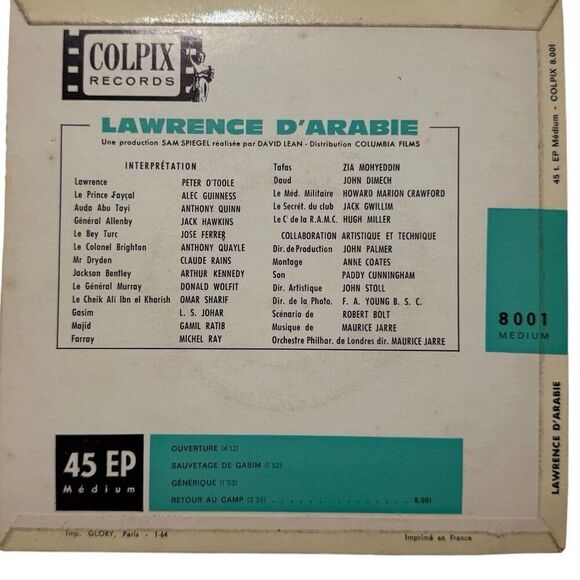 COLPIX
RECORDS
LAWRENCE D'ARABIE
Une production SAM SPIEGEL réalisée par DAVID LEAN - Distribution COLUMBIA FILMS
INTERPRÉTATION
Lawrence PETER O'TOOLE
Le Prince Fayçal ALEC GUINNESS
Auda Abu Tayi ANTHONY QUINN
Général Allenby JACK HAWKINS
Le Bey Turc JOSE FERRER
Le Colonel Brighton ANTHONY QUAYLE
Mr Dryden CLAUDE RAINS
Jackson Bentley ARTHUR KENNEDY
Le Général Murray DONALD WOLFIT
Le Cheik Ali Ibn el Kharish OMAR SHARIF
Gasim L. S. JOHAR
Majid GAMIL RATIB
Farray MICHEL RAY
Tafas ZIA MOHYEDDIN
Daud JOHN DIMECH
Le Méd. Militaire HOWARD MARION CRAWFORD
Le Secrét. du club JACK GWILLIM
Le C de la R.A.M.C. HUGH MILLER
COLLABORATION ARTISTIQUE ET TECHNIQUE
Dir. de Production JOHN PALMER
Montage ANNE COATES
Son PADDY CUNNINGHAM
Dir. Artistique JOHN STOLL
Dir. de la Photo. F. A. YOUNG B. S. C.
Scénario de ROBERT BOLT
Musique de MAURICE JARRE
Orchestre Philhar. de Londres dir. MAURICE JARRE
45 t. EP Médium - COLPIX 8.001
8001
MEDIUM
LAWRENCE D'ARABIE
45 EP
Médium
OUVERTURE (4'12)
SAUVETAGE DE GASIM (1'52)
GÉNÉRIQUE (1'53)
RETOUR AU CAMP (3'35) . . . . . . . . . . . . . . . . 8.001
Imp. GLORY, Paris - 1-64
Imprimé en France